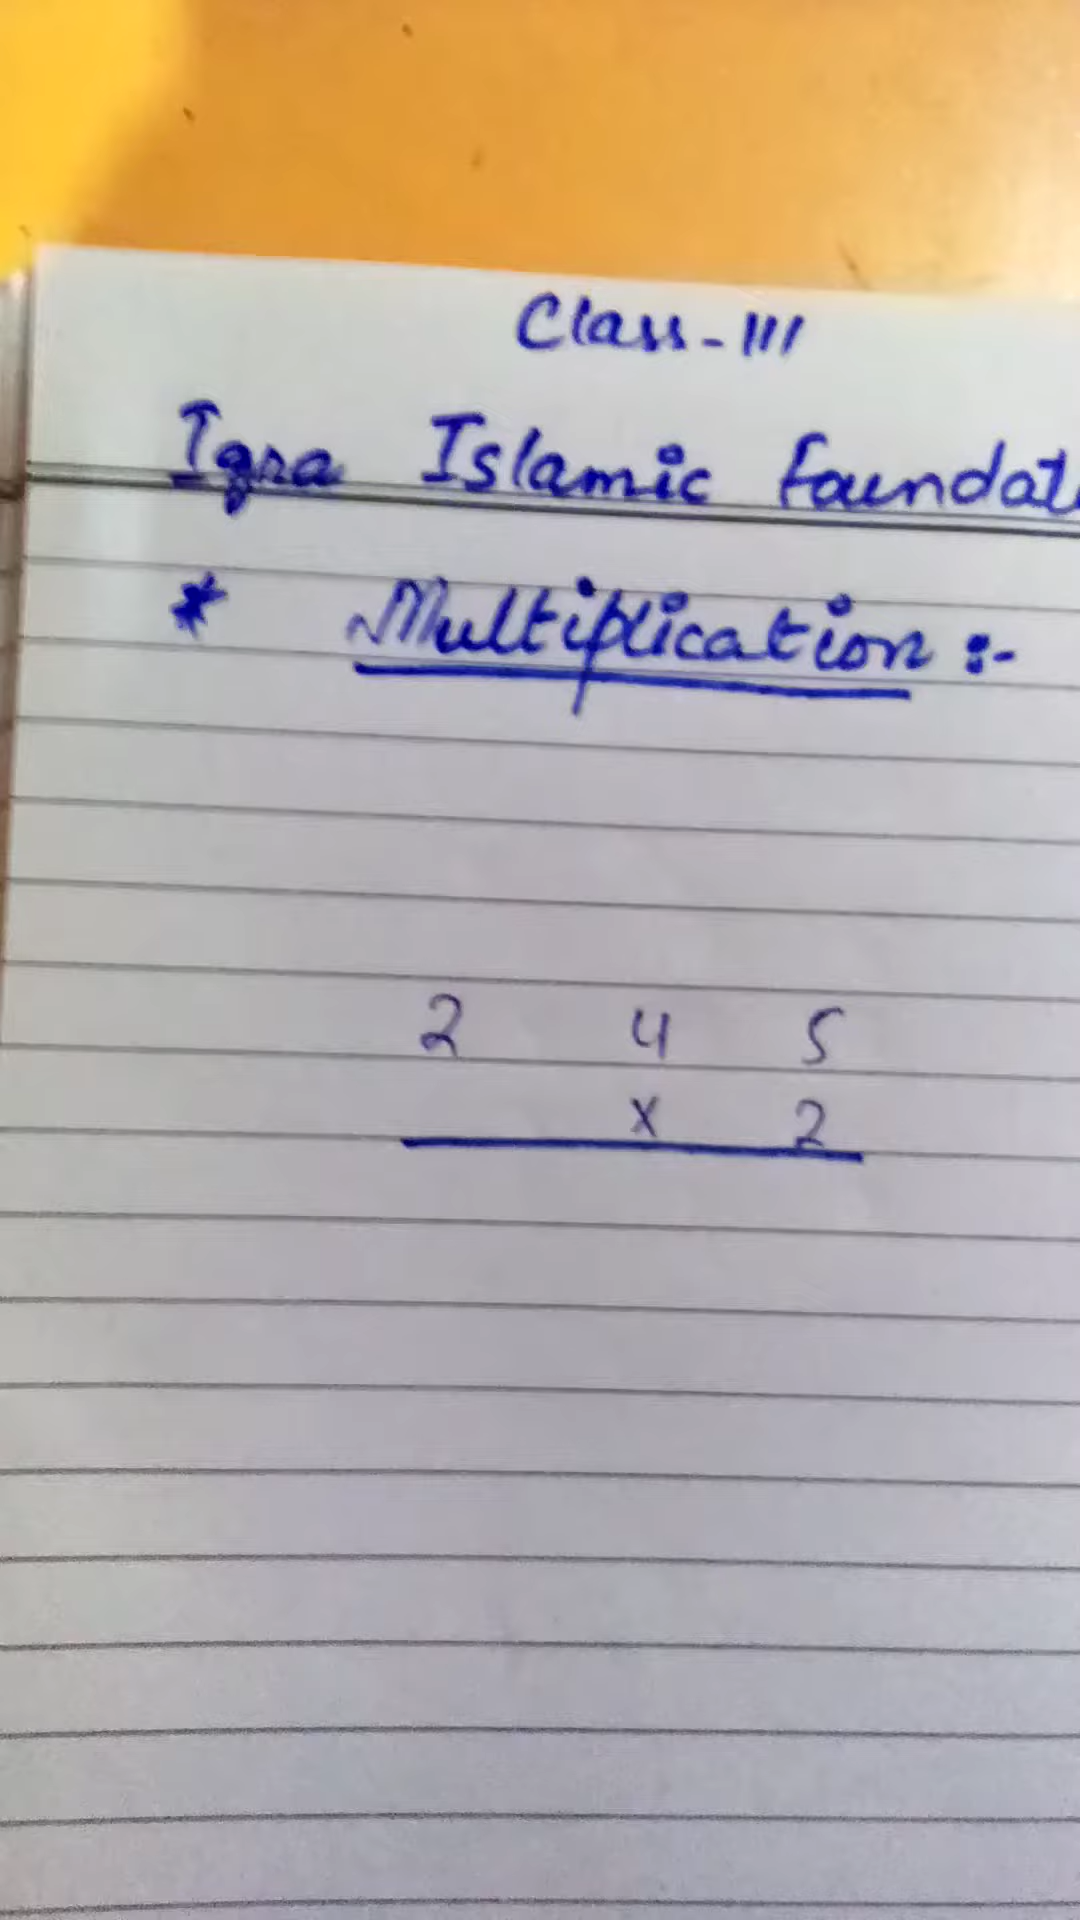 Class-III
Iqra Islamic Foundat
* Multiplication :-
2 4 5
x 2